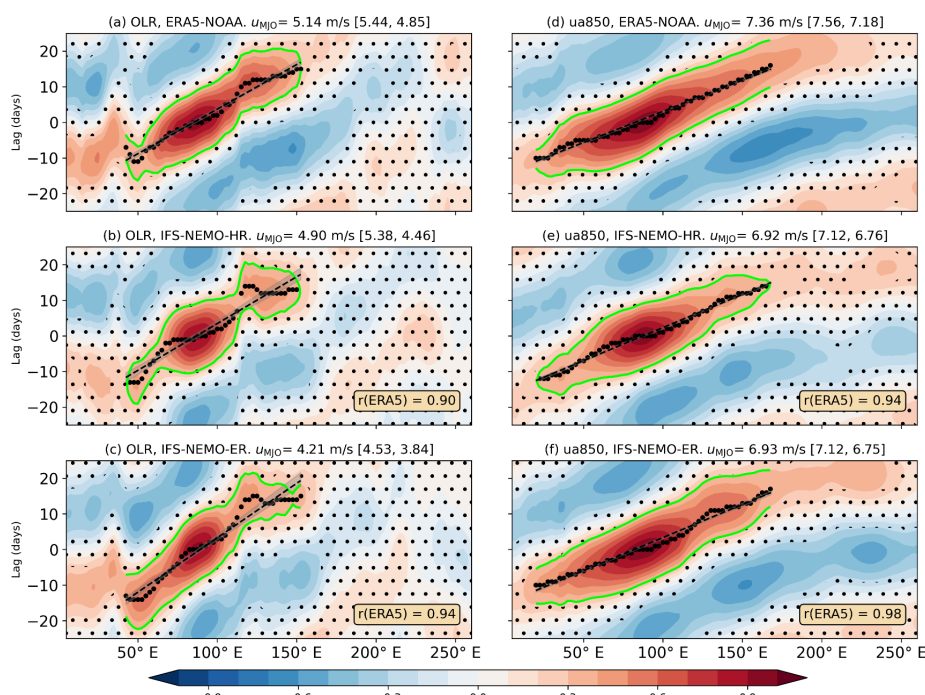 (a) OLR, ERA5-NOAA. uMJO= 5.14 m/s [5.44, 4.85]
(d) ua850, ERA5-NOAA. uMJO= 7.36 m/s [7.56, 7.18]
20
10
0
−10
−20
Lag (days)
(b) OLR, IFS-NEMO-HR. uMJO= 4.90 m/s [5.38, 4.46]
(e) ua850, IFS-NEMO-HR. uMJO= 6.92 m/s [7.12, 6.76]
20
10
0
−10
−20
Lag (days)
r(ERA5) = 0.90
r(ERA5) = 0.94
(c) OLR, IFS-NEMO-ER. uMJO= 4.21 m/s [4.53, 3.84]
(f) ua850, IFS-NEMO-ER. uMJO= 6.93 m/s [7.12, 6.75]
20
10
0
−10
−20
Lag (days)
r(ERA5) = 0.94
r(ERA5) = 0.98
50° E 100° E 150° E 200° E 250° E
50° E 100° E 150° E 200° E 250° E